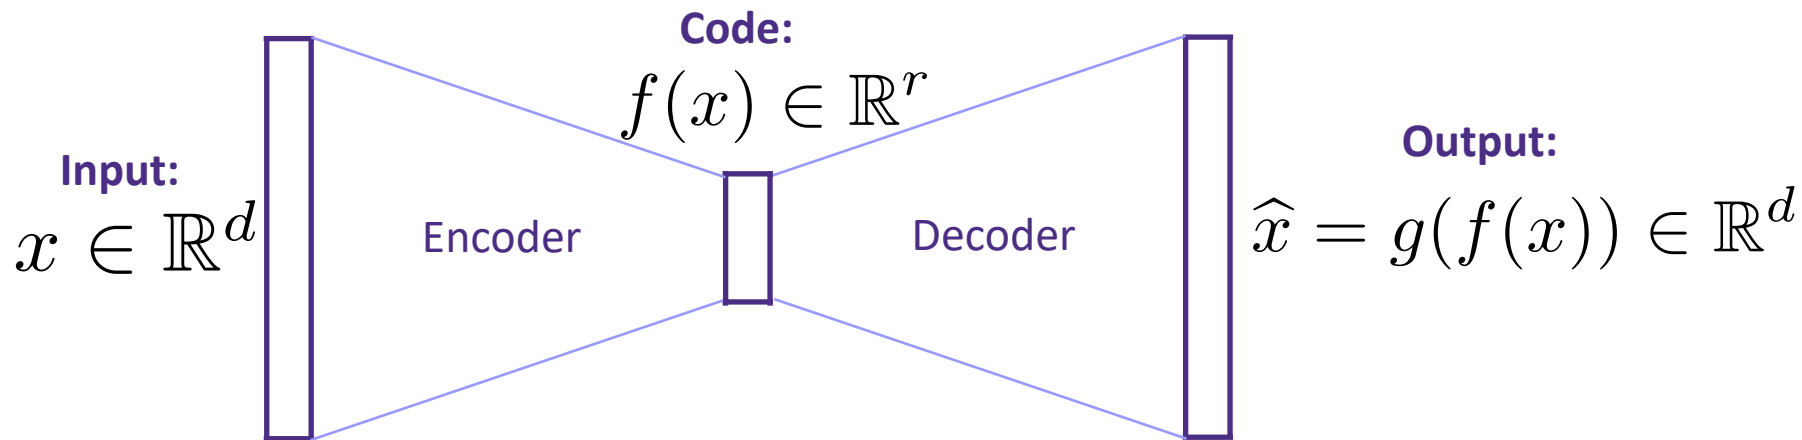 Code:
f(x) ∈ ℝ^r
Input:
x ∈ ℝ^d
Encoder
Decoder
Output:
x̂ = g(f(x)) ∈ ℝ^d